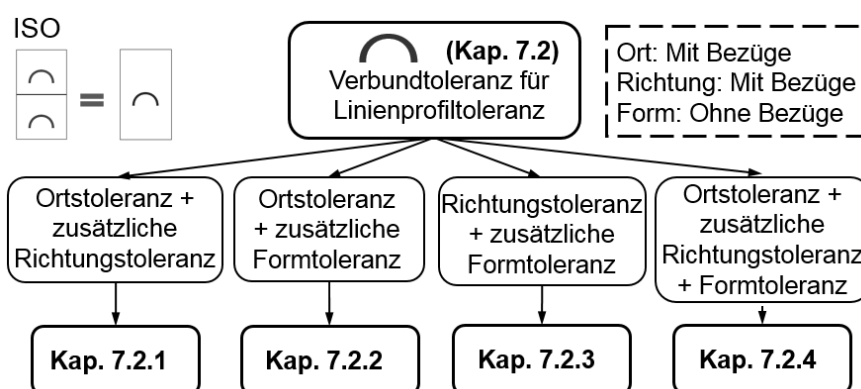 ISO
=
(Kap. 7.2)
Verbundtoleranz für
Linienprofiltoleranz
Ort: Mit Bezüge
Richtung: Mit Bezüge
Form: Ohne Bezüge
Ortstoleranz +
zusätzliche
Richtungstoleranz
Ortstoleranz
+ zusätzliche
Formtoleranz
Richtungstoleranz
+ zusätzliche
Formtoleranz
Ortstoleranz +
zusätzliche
Richtungstoleranz
+ Formtoleranz
Kap. 7.2.1
Kap. 7.2.2
Kap. 7.2.3
Kap. 7.2.4